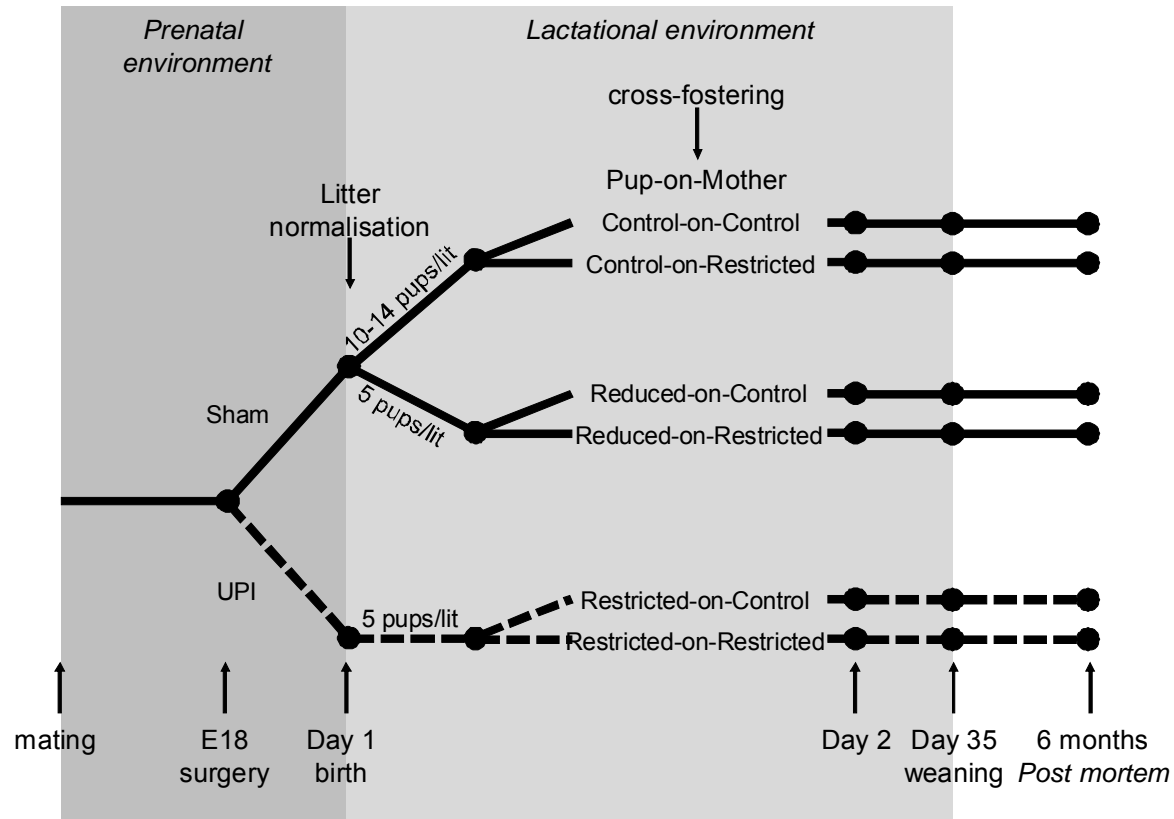 Prenatal
environment
Lactational environment
cross-fostering
Pup-on-Mother
Litter
normalisation
10-14 pups/lit
5 pups/lit
Control-on-Control
Control-on-Restricted
Reduced-on-Control
Reduced-on-Restricted
Sham
UPI
5 pups/lit
Restricted-on-Control
Restricted-on-Restricted
mating
E18
surgery
Day 1
birth
Day 2
Day 35
weaning
6 months
Post mortem